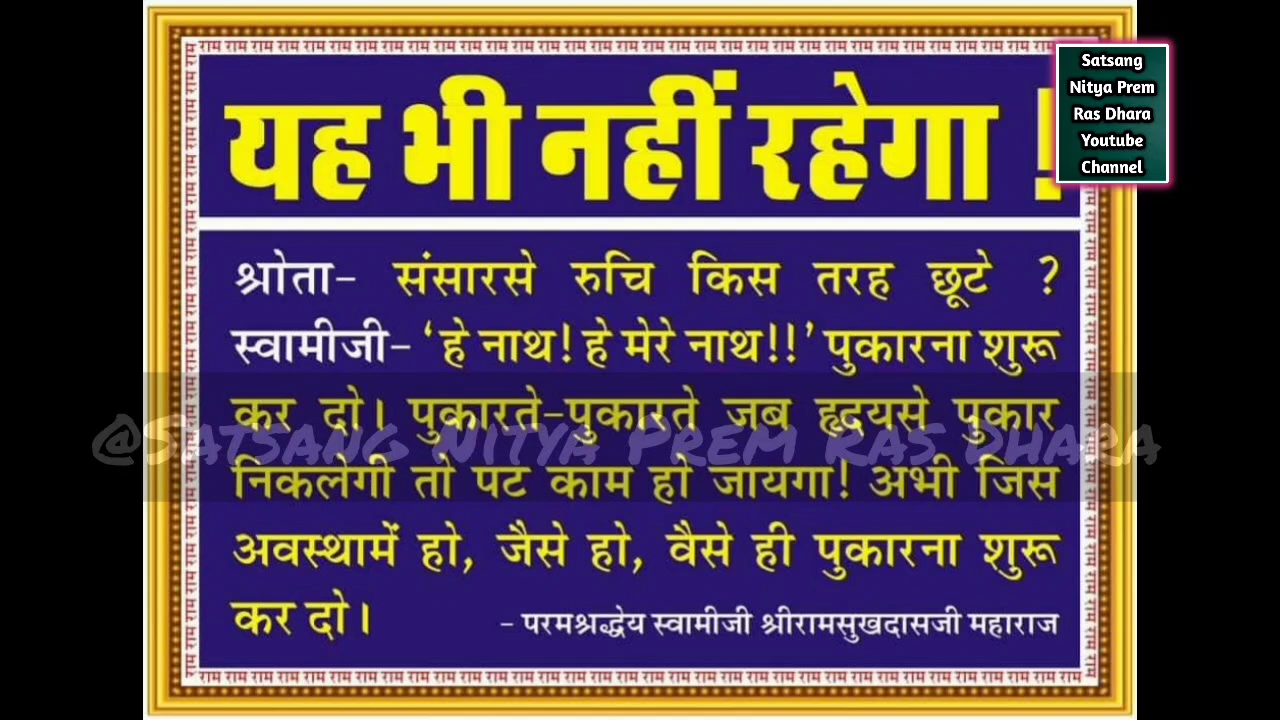 राम राम राम राम राम राम राम राम राम राम राम राम राम राम राम राम राम राम राम राम राम राम राम राम राम राम राम राम राम राम राम राम राम राम
Satsang
Nitya Prem
Ras Dhara
Youtube
Channel
यह भी नहीं रहेगा !
श्रोता- संसारसे रुचि किस तरह छूटे ?
स्वामीजी- ‘हे नाथ! हे मेरे नाथ!!’ पुकारना शुरू
कर दो। पुकारते-पुकारते जब हृदयसे पुकार
@Satsang Nitya Prem Ras Dhara
निकलेगी तो पट काम हो जायगा! अभी जिस
अवस्थामें हो, जैसे हो, वैसे ही पुकारना शुरू
कर दो।
- परमश्रद्धेय स्वामीजी श्रीरामसुखदासजी महाराज
राम राम राम राम राम राम राम राम राम राम राम राम राम राम राम राम राम राम राम राम राम राम राम राम राम राम राम राम राम राम राम राम राम राम